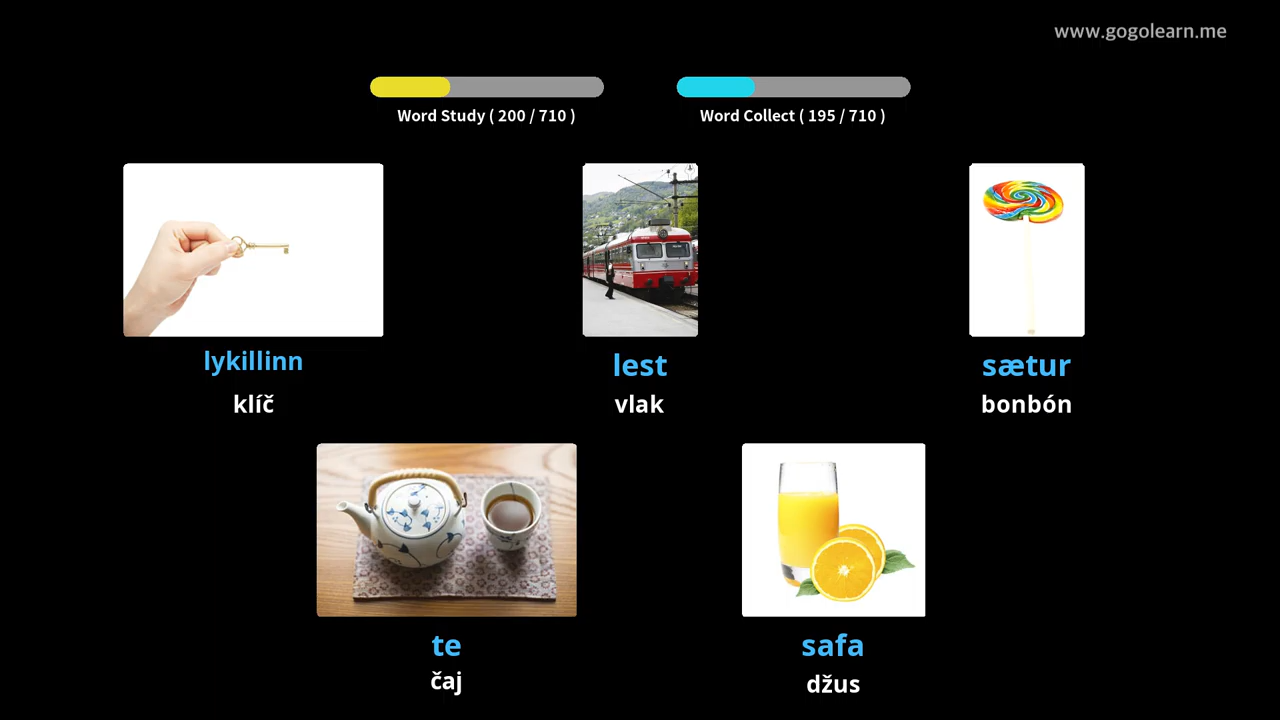 www.gogolearn.me
Word Study ( 200 / 710 )
Word Collect ( 195 / 710 )
lykillinn
klíč
lest
vlak
sætur
bonbón
te
čaj
safa
džus